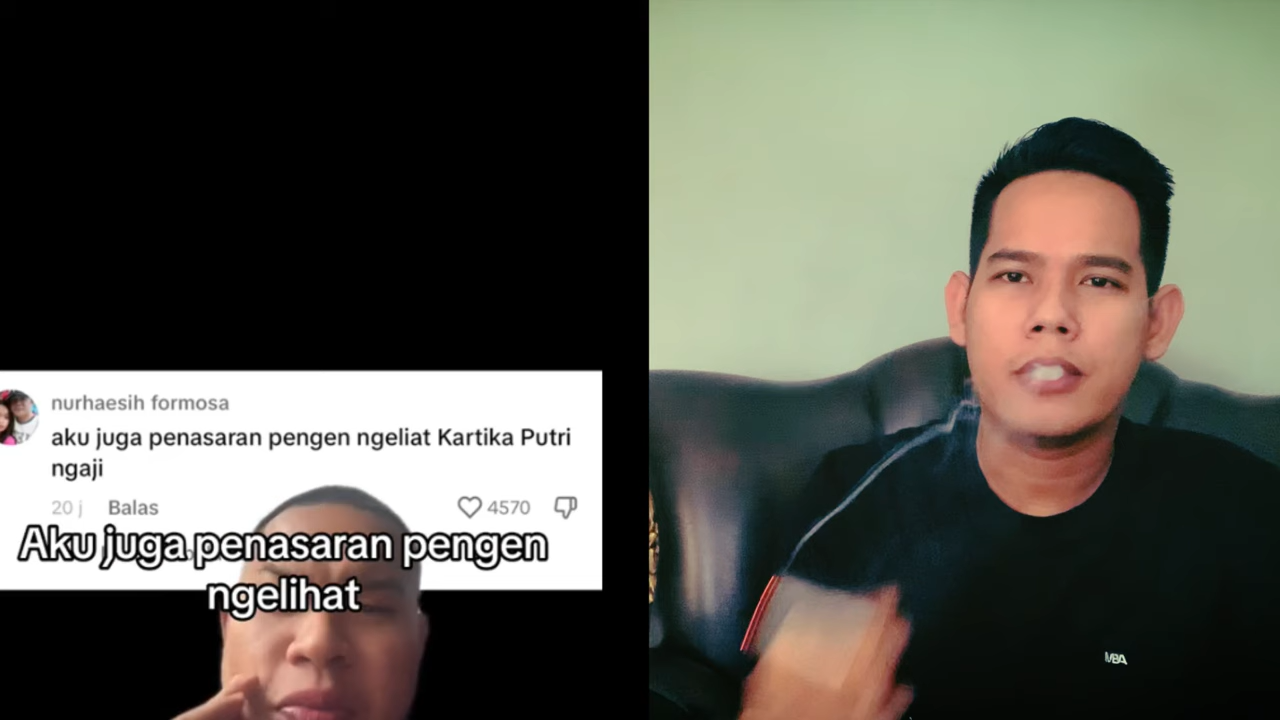 nurhaesih formosa
aku juga penasaran pengen ngeliat Kartika Putri
ngaji
20 j Balas 4570
Aku juga penasaran pengen
ngelihat
MBA